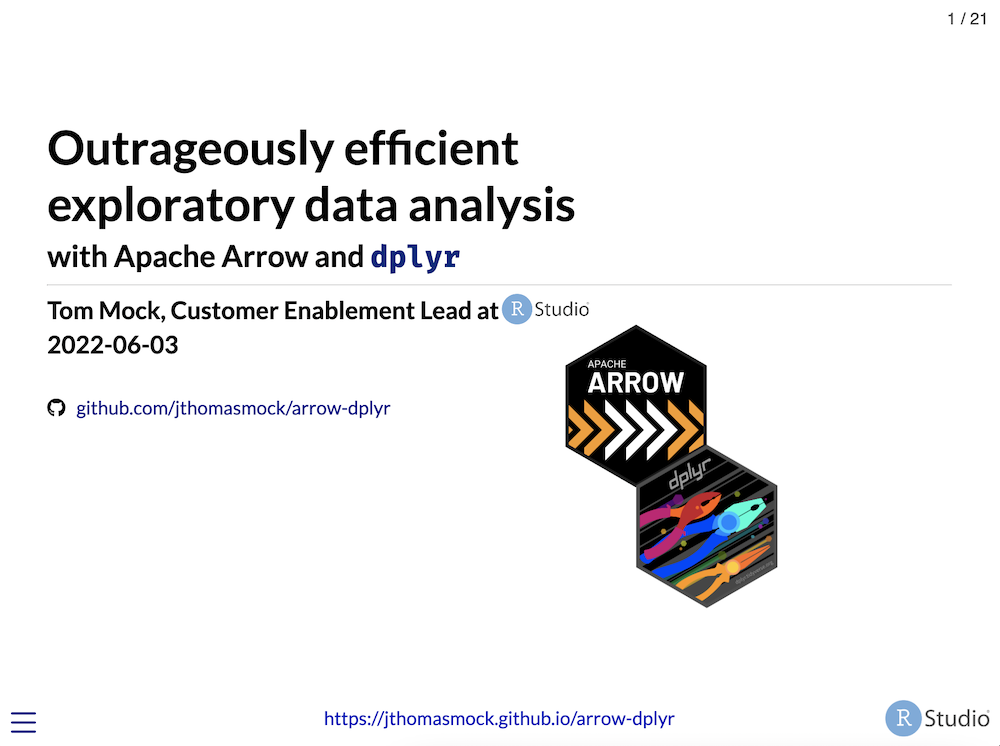 1 / 21
Outrageously efficient
exploratory data analysis
with Apache Arrow and dplyr
Tom Mock, Customer Enablement Lead at R Studio
2022-06-03
github.com/jthomasmock/arrow-dplyr
APACHE
ARROW
dplyr
https://jthomasmock.github.io/arrow-dplyr
R Studio